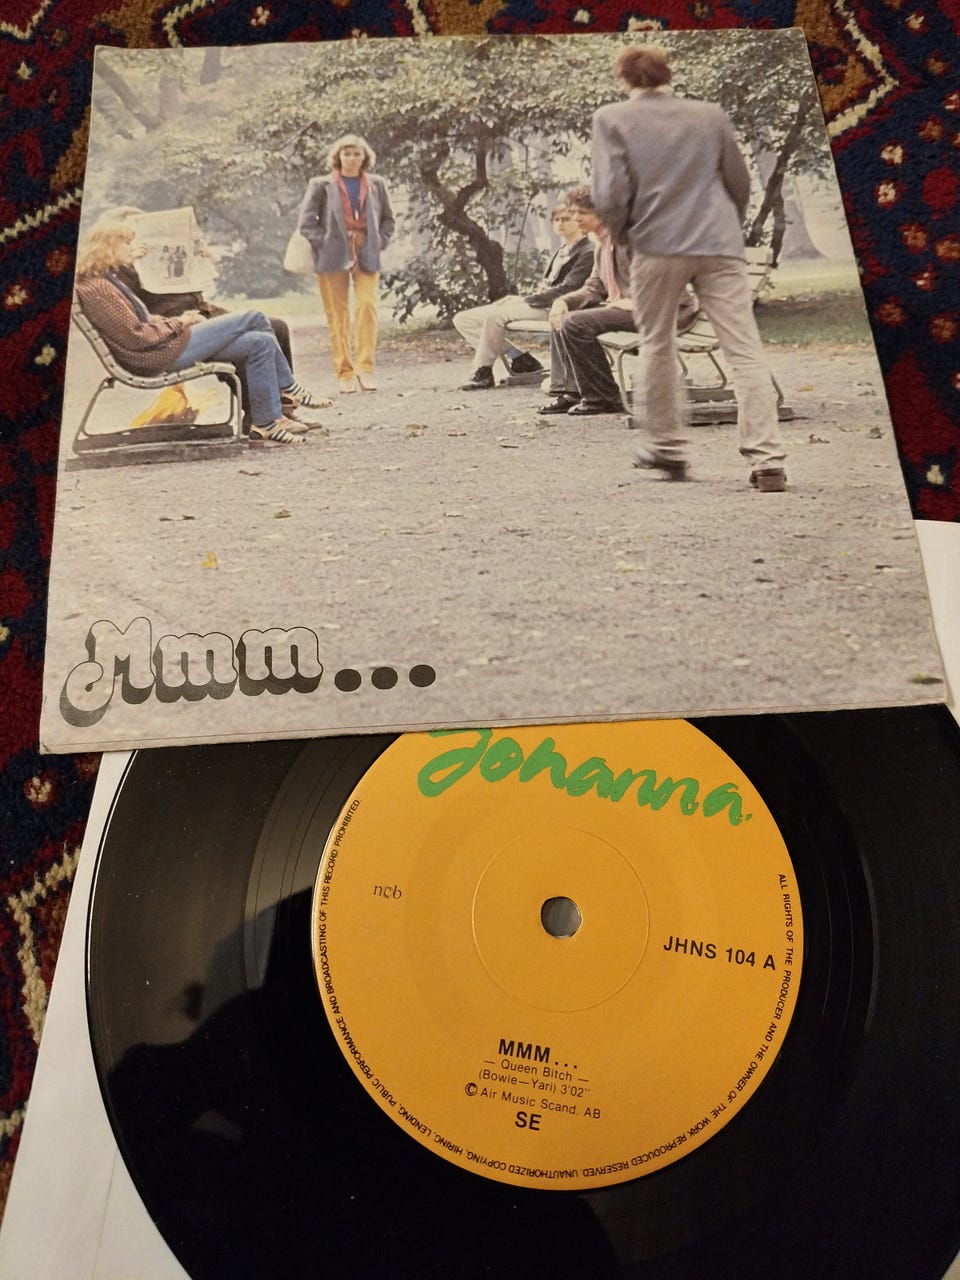 Mmm...
Johanna.
ncb
JHNS 104 A
MMM...
— Queen Bitch —
(Bowie—Yari) 3'02''
© Air Music Scand. AB
SE
ALL RIGHTS OF THE PRODUCER AND THE OWNER OF THE WORK REPRODUCED RESERVED. UNAUTHORIZED COPYING, HIRING, LENDING, PUBLIC PERFORMANCE AND BROADCASTING OF THIS RECORD PROHIBITED.